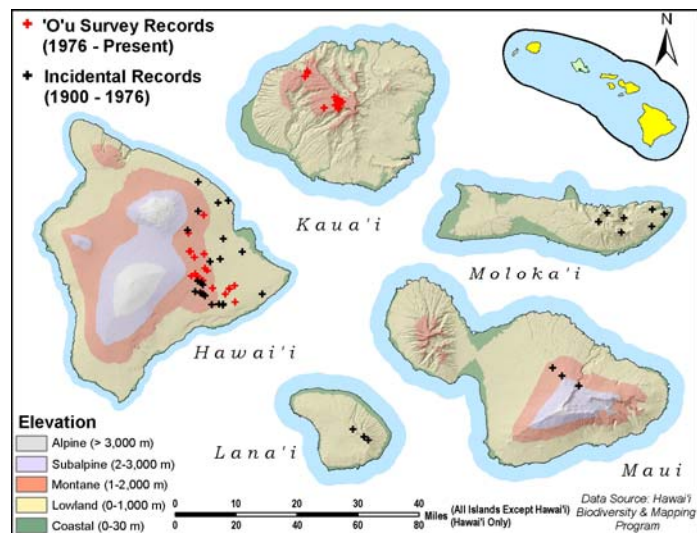 'O'u Survey Records
(1976 - Present)
Incidental Records
(1900 - 1976)
N
Kaua'i
Moloka'i
Hawai'i
Lana'i
Maui
Elevation
Alpine (> 3,000 m)
Subalpine (2-3,000 m)
Montane (1-2,000 m)
Lowland (0-1,000 m)
Coastal (0-30 m)
0 10 20 30 40
Miles (All Islands Except Hawai'i)
(Hawai'i Only)
0 20 40 60 80
Data Source: Hawai'i
Biodiversity & Mapping
Program